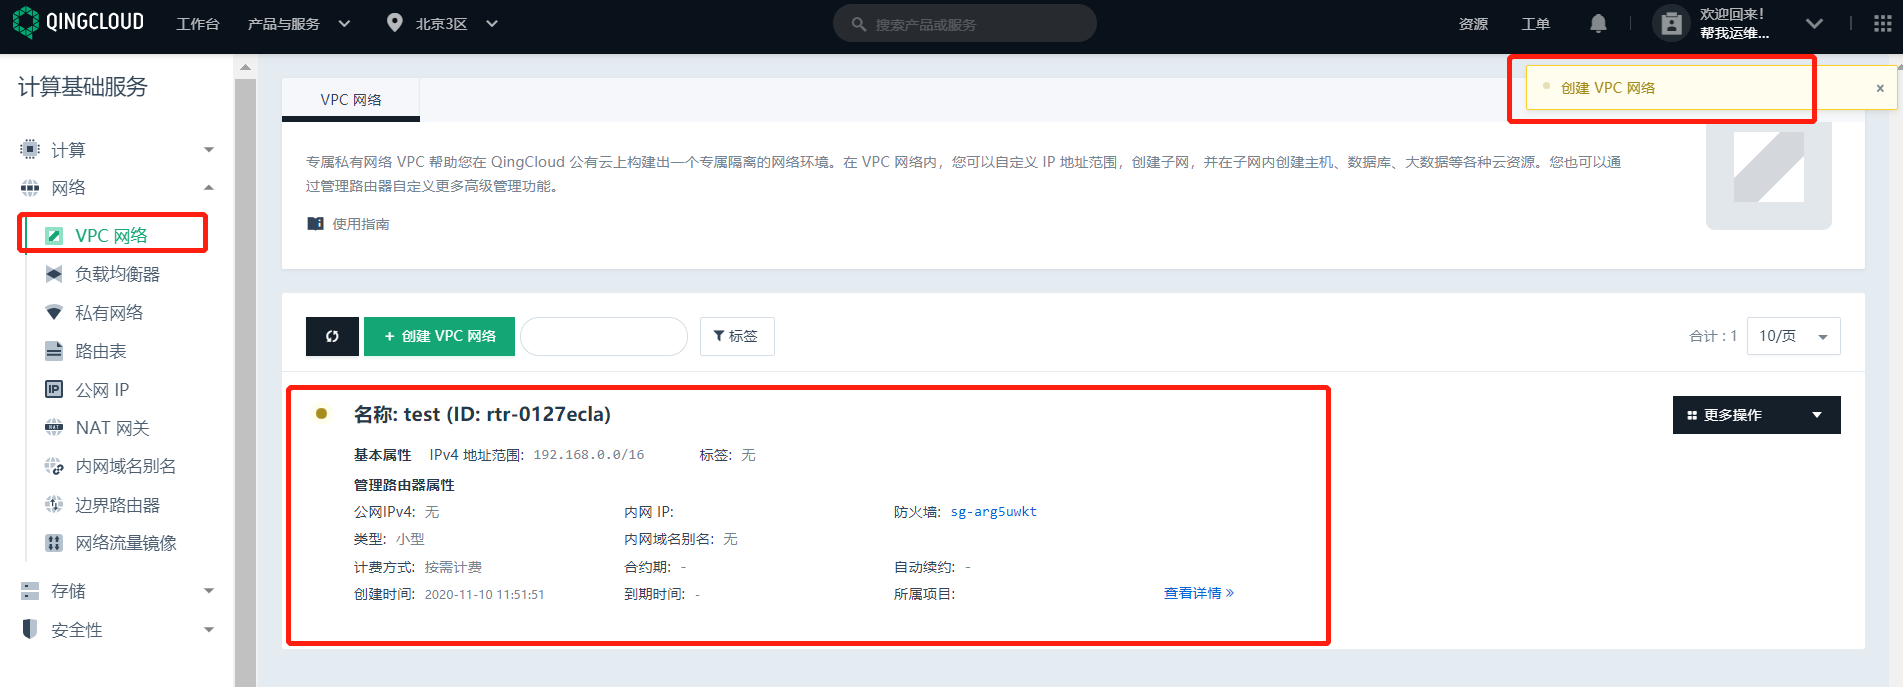 QINGCLOUD 工作台 产品与服务 北京3区 搜索产品或服务 资源 工单 欢迎回来!
帮我运维...
计算基础服务
计算
网络
VPC 网络
负载均衡器
私有网络
路由表
IP 公网 IP
NAT NAT 网关
内网域名别名
边界路由器
网络流量镜像
存储
安全性
VPC 网络
创建 VPC 网络 ×
专属私有网络 VPC 帮助您在 QingCloud 公有云上构建出一个专属隔离的网络环境。在 VPC 网络内，您可以自定义 IP 地址范围，创建子网，并在子网内创建主机、数据库、大数据等各种云资源。您也可以通
过管理路由器自定义更多高级管理功能。
使用指南
+ 创建 VPC 网络 标签 合计：1 10/页
名称: test (ID: rtr-0127ecla) 更多操作
基本属性 IPv4 地址范围: 192.168.0.0/16 标签: 无
管理路由器属性
公网IPv4: 无 内网 IP: 防火墙: sg-arg5uwkt
类型: 小型 内网域名别名: 无
计费方式: 按需计费 合约期: - 自动续约: -
创建时间: 2020-11-10 11:51:51 到期时间: - 所属项目: 查看详情 »